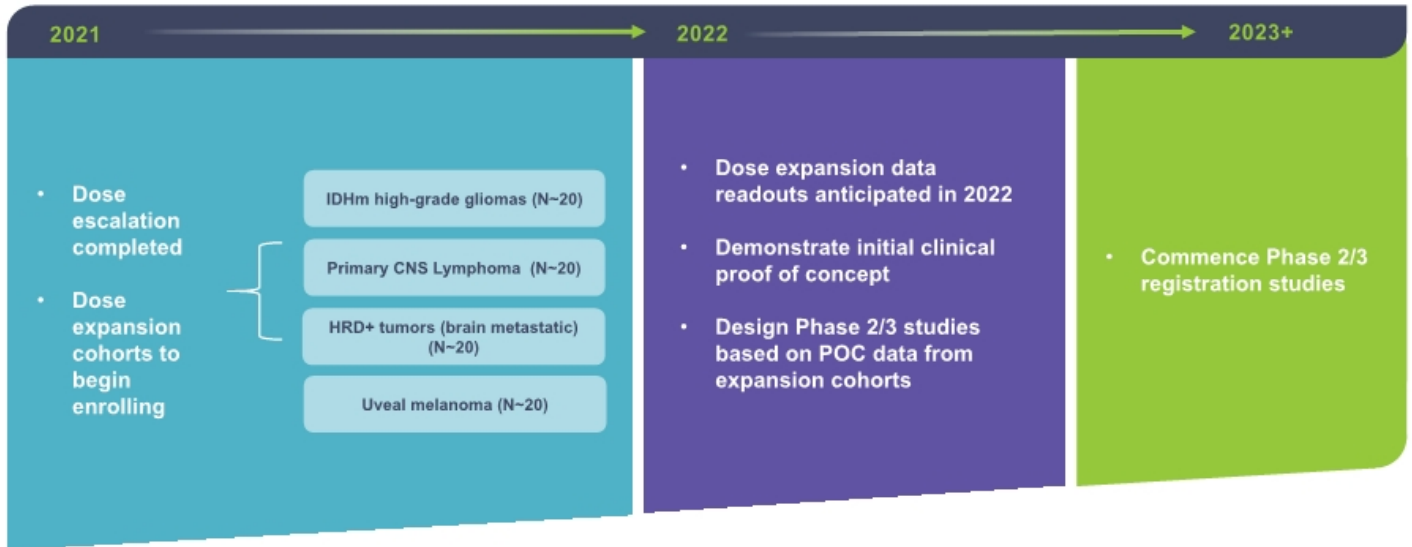 2021
2022
2023+
• Dose
escalation
completed
• Dose
expansion
cohorts to
begin
enrolling
IDHm high-grade gliomas (N~20)
Primary CNS Lymphoma (N~20)
HRD+ tumors (brain metastatic)
(N~20)
Uveal melanoma (N~20)
• Dose expansion data
readouts anticipated in 2022
• Demonstrate initial clinical
proof of concept
• Design Phase 2/3 studies
based on POC data from
expansion cohorts
• Commence Phase 2/3
registration studies